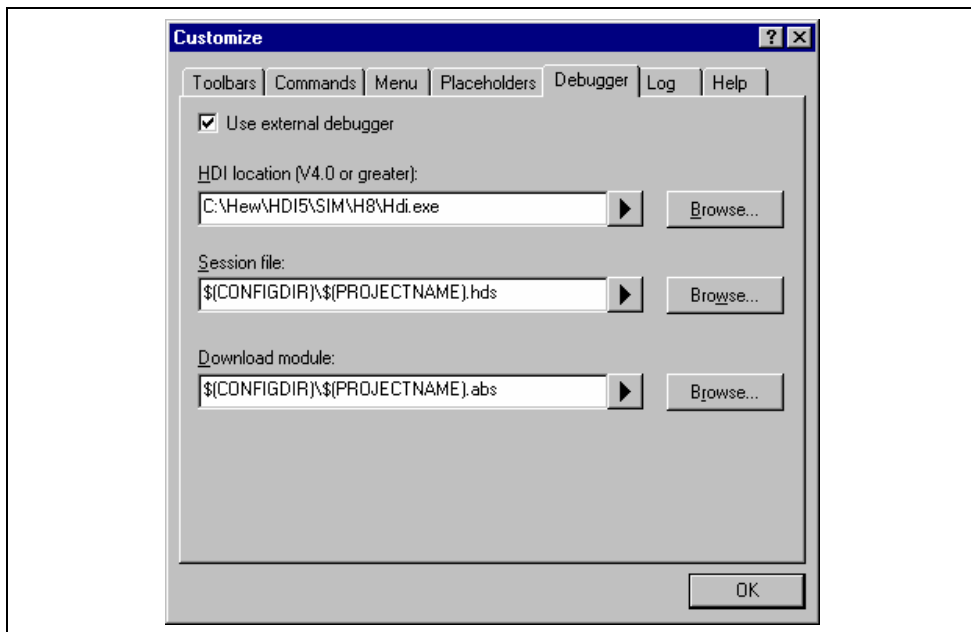 Customize
Toolbars Commands Menu Placeholders Debugger Log Help
Use external debugger
HDI location (V4.0 or greater):
C:\Hew\HDI5\SIM\H8\Hdi.exe Browse...
Session file:
$(CONFIGDIR)\$(PROJECTNAME).hds Browse...
Download module:
$(CONFIGDIR)\$(PROJECTNAME).abs Browse...
OK